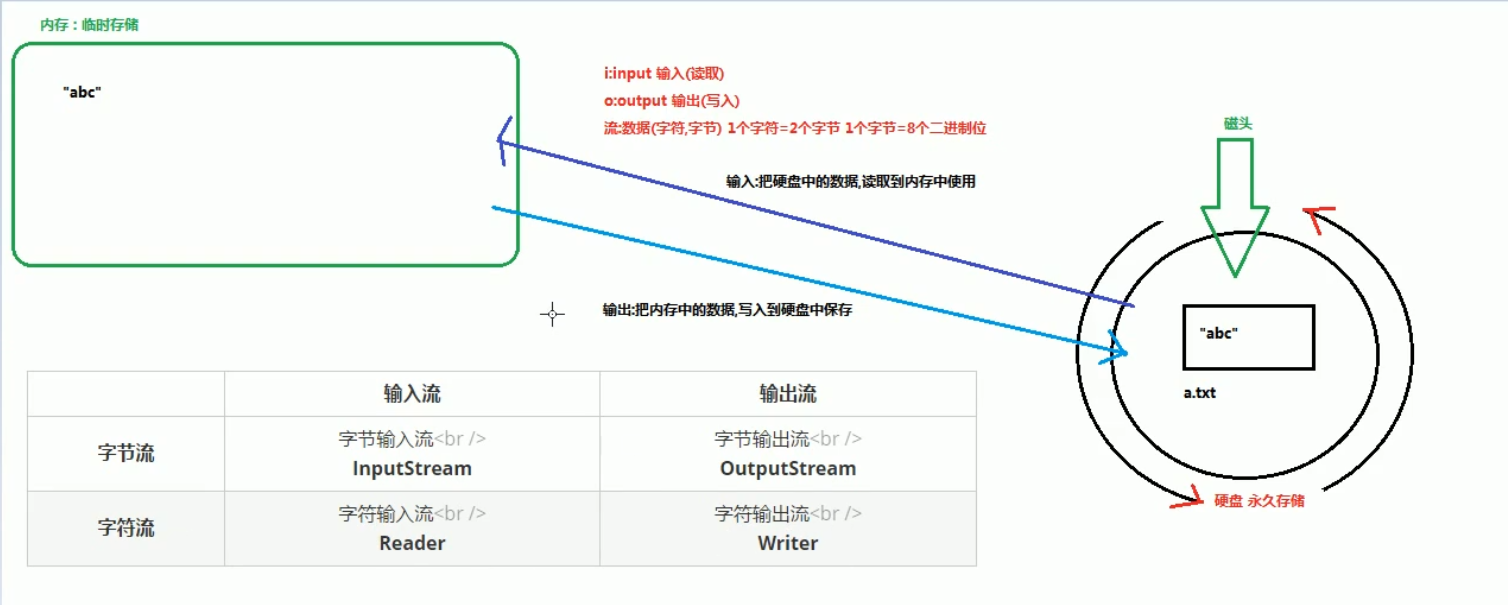 内存：临时存储
"abc"
i:input 输入(读取)
o:output 输出(写入)
流:数据(字符,字节) 1个字符=2个字节 1个字节=8个二进制位
磁头
输入:把硬盘中的数据,读取到内存中使用
输出:把内存中的数据,写入到硬盘中保存
"abc"
a.txt
硬盘 永久存储
输入流 输出流
字节流 字节输入流<br /> 字节输出流<br />
InputStream OutputStream
字符流 字符输入流<br /> 字符输出流<br />
Reader Writer